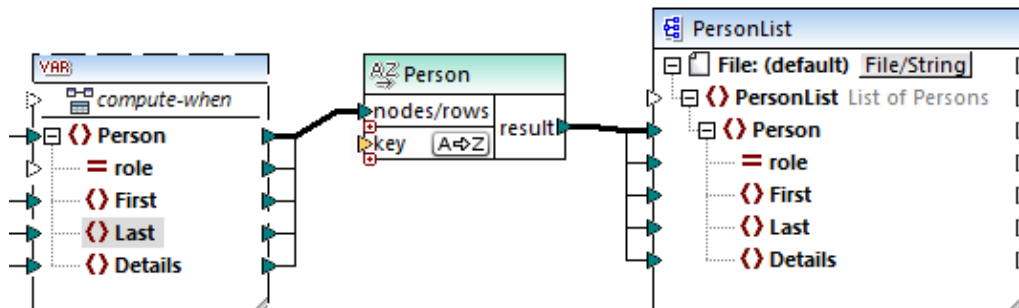 VAR
compute-when
Person
role
First
Last
Details
AZ Person
nodes/rows
key A⇨Z
result
PersonList
File: (default) File/String
PersonList List of Persons
Person
role
First
Last
Details